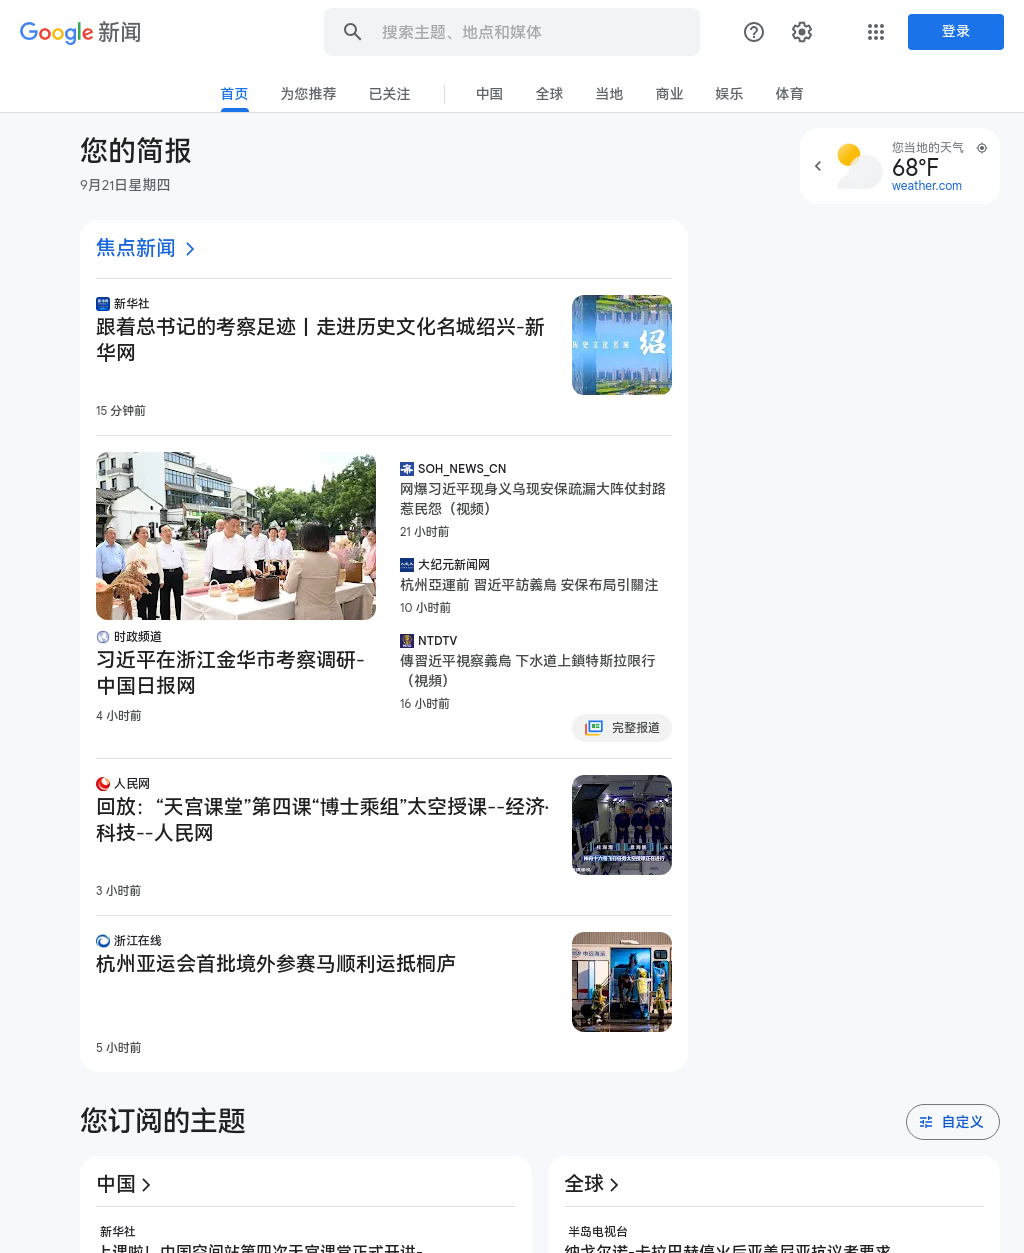 Google 新闻
搜索主题、地点和媒体
登录
首页
为您推荐
已关注
中国
全球
当地
商业
娱乐
体育
您的简报
9月21日星期四
您当地的天气
68°F
weather.com
焦点新闻
新华社
跟着总书记的考察足迹丨走进历史文化名城绍兴-新
华网
15 分钟前
历史文化名城
绍
时政频道
习近平在浙江金华市考察调研-
中国日报网
4 小时前
SOH_NEWS_CN
网爆习近平现身义乌现安保疏漏大阵仗封路
惹民怨（视频）
21 小时前
大纪元新闻网
杭州亞運前 習近平訪義烏 安保布局引關注
10 小时前
NTDTV
傳習近平視察義烏 下水道上鎖特斯拉限行
（視頻）
16 小时前
完整报道
人民网
回放：“天宫课堂”第四课“博士乘组”太空授课--经济·
科技--人民网
3 小时前
浙江在线
杭州亚运会首批境外参赛马顺利运抵桐庐
5 小时前
您订阅的主题
自定义
中国
新华社
上课啦！中国空间站第四次天宫课堂正式开讲-
全球
半岛电视台
纳戈尔诺-卡拉巴赫停火后亚美尼亚抗议者要求